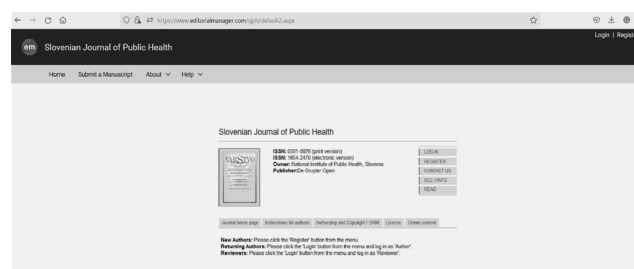 https://www.editorialmanager.com/sjph/default2.aspx
Login | Regist
em Slovenian Journal of Public Health
Home Submit a Manuscript About Help
Slovenian Journal of Public Health
VARSTVO
ISSN: 0351-0026 (print version)
ISSN: 1854-2476 (electronic version)
Owner: National Institute of Public Health, Slovenia
Publisher:De Gruyter Open
LOG IN
REGISTER
CONTACT US
READ
Journal home page Instructions for authors Authorship and Copyright FORM License Online content
New Authors: Please click the 'Register' button from the menu.
Returning Authors: Please click the 'Login' button from the menu and log in as 'Author'.
Reviewers: Please click the 'Login' button from the menu and log in as 'Reviewer'.